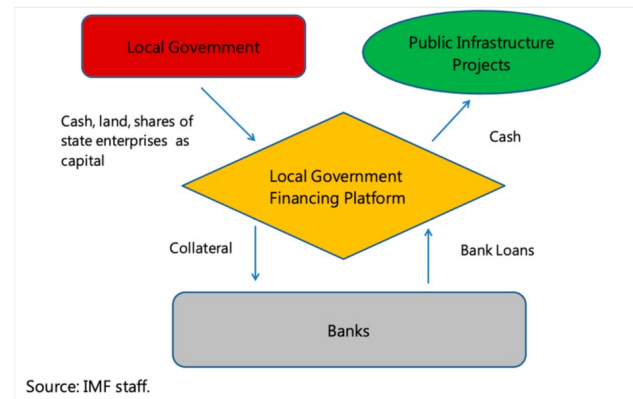 Local Government
Public Infrastructure
Projects
Cash, land, shares of
state enterprises as
capital
Cash
Local Government
Financing Platform
Collateral
Bank Loans
Banks
Source: IMF staff.